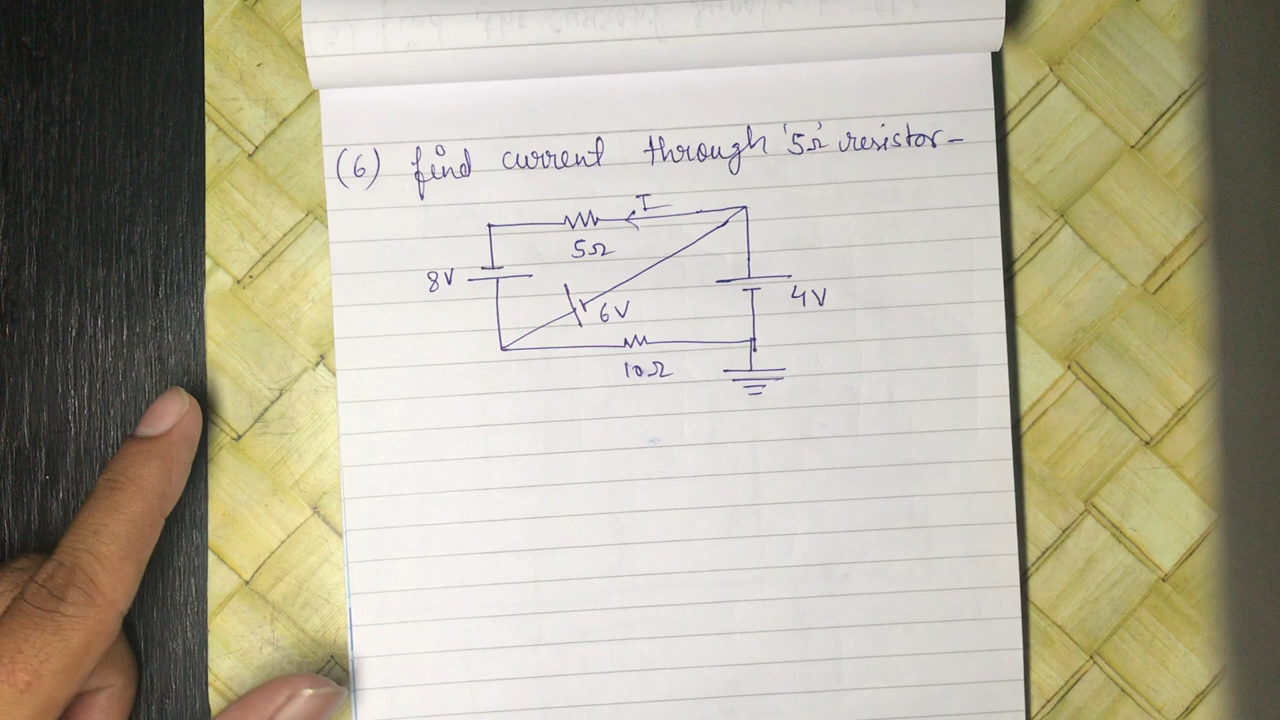 (6) find current through '5Ω' resistor-
I
5Ω
8V
6V
4V
10Ω